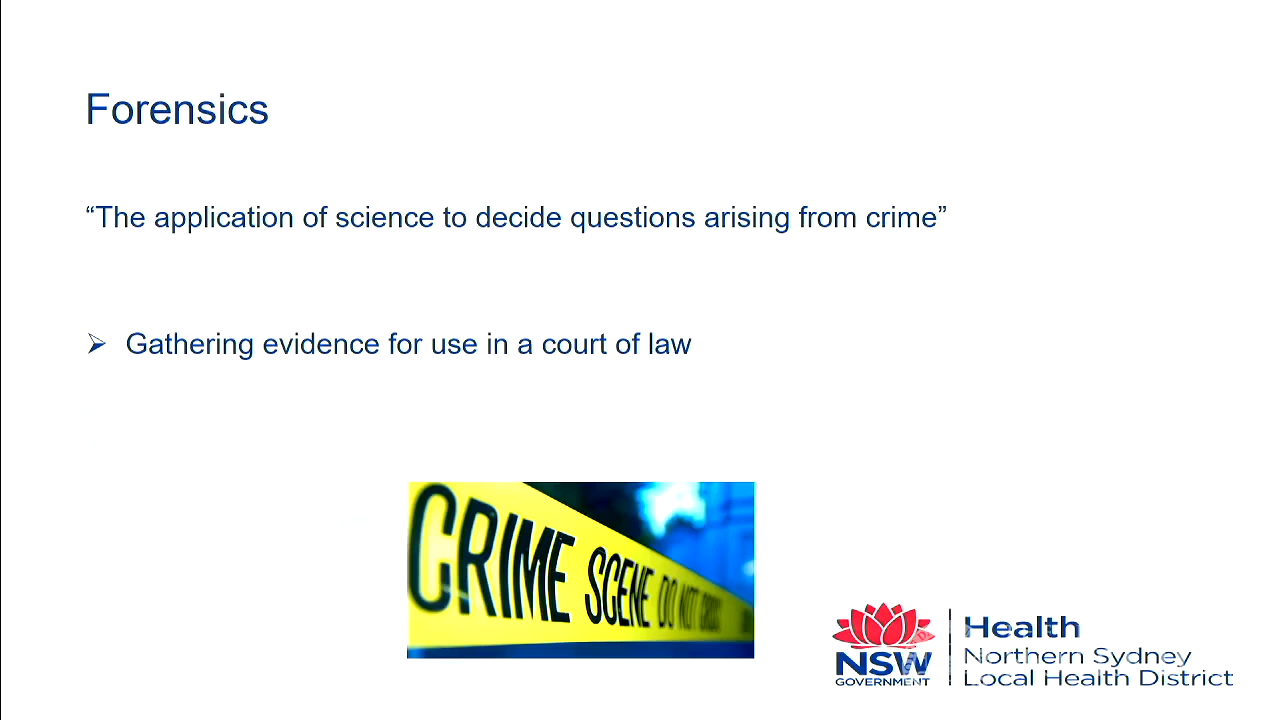 Forensics
“The application of science to decide questions arising from crime”
➢ Gathering evidence for use in a court of law
CRIME SCENE DO NOT CROSS
NSW
GOVERNMENT
Health
Northern Sydney
Local Health District